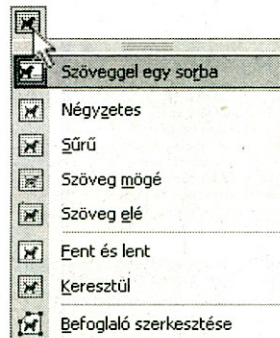 Szöveggel egy sorba
Négyzetes
Sűrű
Szöveg mögé
Szöveg elé
Fent és lent
Keresztül
Befoglaló szerkesztése